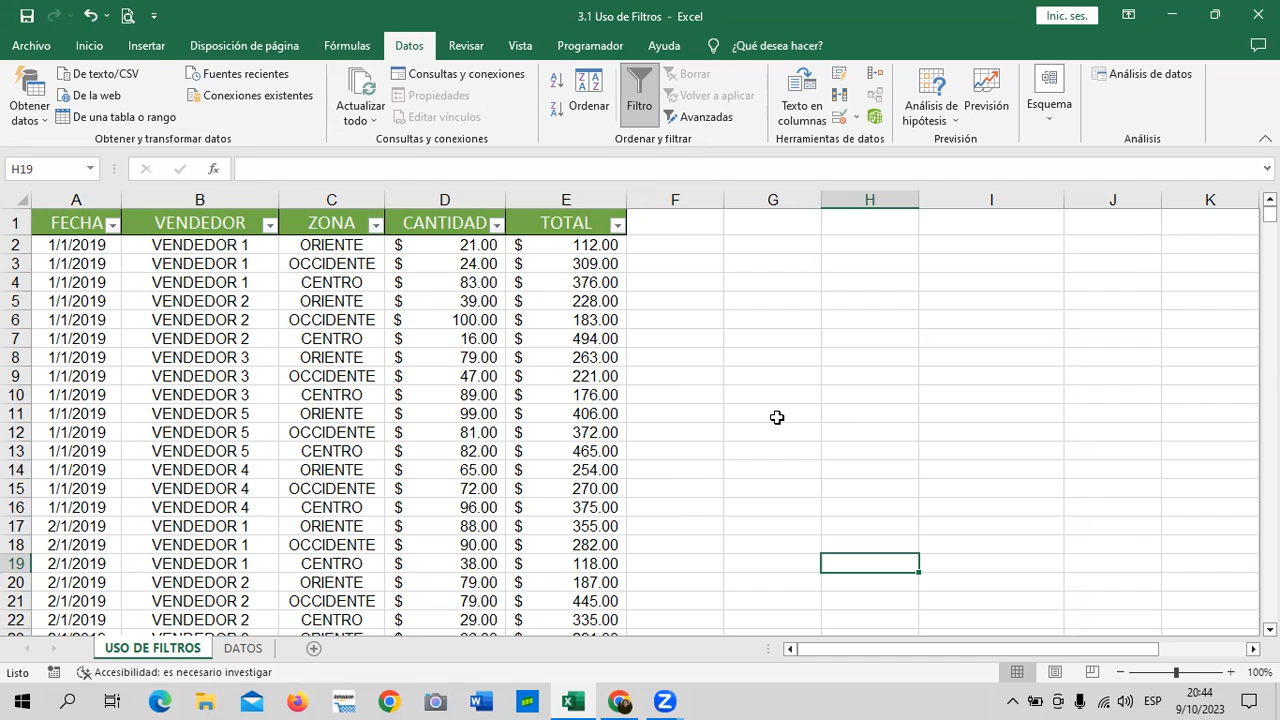 3.1 Uso de Filtros - Excel
Inic. ses.
Archivo Inicio Insertar Disposición de página Fórmulas Datos Revisar Vista Programador Ayuda ¿Qué desea hacer?
Obtener datos
De texto/CSV
De la web
De una tabla o rango
Fuentes recientes
Conexiones existentes
Obtener y transformar datos
Actualizar todo
Consultas y conexiones
Propiedades
Editar vínculos
Consultas y conexiones
Ordenar
Filtro
Borrar
Volver a aplicar
Avanzadas
Ordenar y filtrar
Texto en columnas
Herramientas de datos
Análisis de hipótesis
Previsión
Previsión
Esquema
Análisis de datos
Análisis
H19
A B C D E F G H I J K
1 FECHA VENDEDOR ZONA CANTIDAD TOTAL
2 1/1/2019 VENDEDOR 1 ORIENTE $ 21.00 $ 112.00
3 1/1/2019 VENDEDOR 1 OCCIDENTE $ 24.00 $ 309.00
4 1/1/2019 VENDEDOR 1 CENTRO $ 83.00 $ 376.00
5 1/1/2019 VENDEDOR 2 ORIENTE $ 39.00 $ 228.00
6 1/1/2019 VENDEDOR 2 OCCIDENTE $ 100.00 $ 183.00
7 1/1/2019 VENDEDOR 2 CENTRO $ 16.00 $ 494.00
8 1/1/2019 VENDEDOR 3 ORIENTE $ 79.00 $ 263.00
9 1/1/2019 VENDEDOR 3 OCCIDENTE $ 47.00 $ 221.00
10 1/1/2019 VENDEDOR 3 CENTRO $ 89.00 $ 176.00
11 1/1/2019 VENDEDOR 5 ORIENTE $ 99.00 $ 406.00
12 1/1/2019 VENDEDOR 5 OCCIDENTE $ 81.00 $ 372.00
13 1/1/2019 VENDEDOR 5 CENTRO $ 82.00 $ 465.00
14 1/1/2019 VENDEDOR 4 ORIENTE $ 65.00 $ 254.00
15 1/1/2019 VENDEDOR 4 OCCIDENTE $ 72.00 $ 270.00
16 1/1/2019 VENDEDOR 4 CENTRO $ 96.00 $ 375.00
17 2/1/2019 VENDEDOR 1 ORIENTE $ 88.00 $ 355.00
18 2/1/2019 VENDEDOR 1 OCCIDENTE $ 90.00 $ 282.00
19 2/1/2019 VENDEDOR 1 CENTRO $ 38.00 $ 118.00
20 2/1/2019 VENDEDOR 2 ORIENTE $ 79.00 $ 187.00
21 2/1/2019 VENDEDOR 2 OCCIDENTE $ 79.00 $ 445.00
22 2/1/2019 VENDEDOR 2 CENTRO $ 29.00 $ 335.00
USO DE FILTROS DATOS
Listo Accesibilidad: es necesario investigar 100%
ESP 20:44
9/10/2023